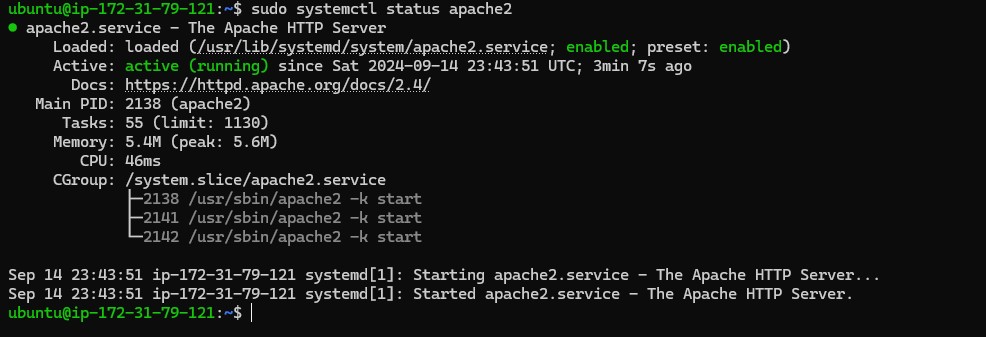 ubuntu@ip-172-31-79-121:~$ sudo systemctl status apache2
● apache2.service - The Apache HTTP Server
     Loaded: loaded (/usr/lib/systemd/system/apache2.service; enabled; preset: enabled)
     Active: active (running) since Sat 2024-09-14 23:43:51 UTC; 3min 7s ago
       Docs: https://httpd.apache.org/docs/2.4/
   Main PID: 2138 (apache2)
      Tasks: 55 (limit: 1130)
     Memory: 5.4M (peak: 5.6M)
        CPU: 46ms
     CGroup: /system.slice/apache2.service
             ├─2138 /usr/sbin/apache2 -k start
             ├─2141 /usr/sbin/apache2 -k start
             └─2142 /usr/sbin/apache2 -k start
Sep 14 23:43:51 ip-172-31-79-121 systemd[1]: Starting apache2.service - The Apache HTTP Server...
Sep 14 23:43:51 ip-172-31-79-121 systemd[1]: Started apache2.service - The Apache HTTP Server.
ubuntu@ip-172-31-79-121:~$